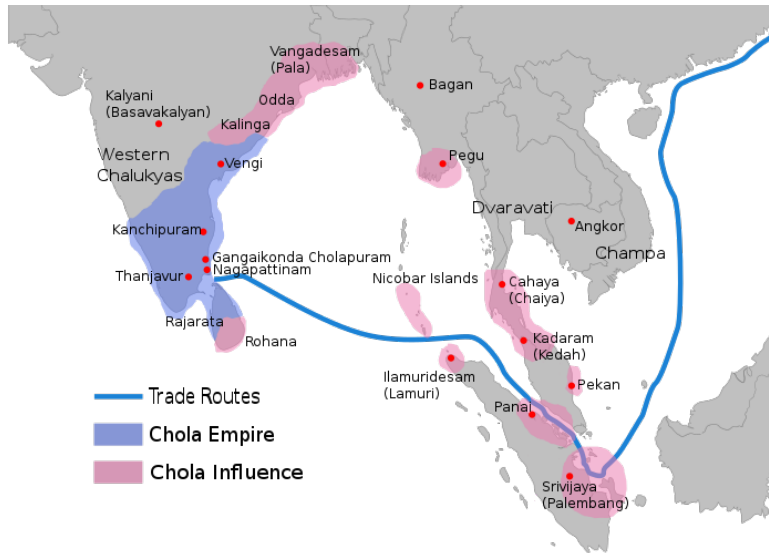 Vangadesam
(Pala)
Bagan
Kalyani
(Basavakalyan)
Odda
Kalinga
Western
Chalukyas
Vengi
Pegu
Dvaravati
Angkor
Kanchipuram
Champa
Gangaikonda Cholapuram
Nagapattinam
Thanjavur
Nicobar Islands
Cahaya
(Chaiya)
Rajarata
Rohana
Kadaram
(Kedah)
Ilamuridesam
(Lamuri)
Pekan
Panai
Srivijaya
(Palembang)
Trade Routes
Chola Empire
Chola Influence